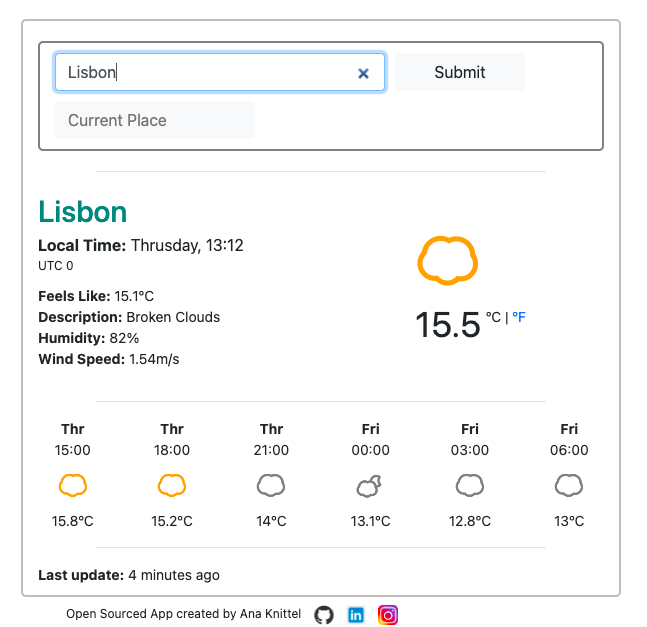 Lisbon
Submit
Current Place
Lisbon
Local Time: Thrusday, 13:12
UTC 0
Feels Like: 15.1°C
Description: Broken Clouds
Humidity: 82%
Wind Speed: 1.54m/s
15.5 °C | °F
Thr Thr Thr Fri Fri Fri
15:00 18:00 21:00 00:00 03:00 06:00
15.8°C 15.2°C 14°C 13.1°C 12.8°C 13°C
Last update: 4 minutes ago
Open Sourced App created by Ana Knittel
in